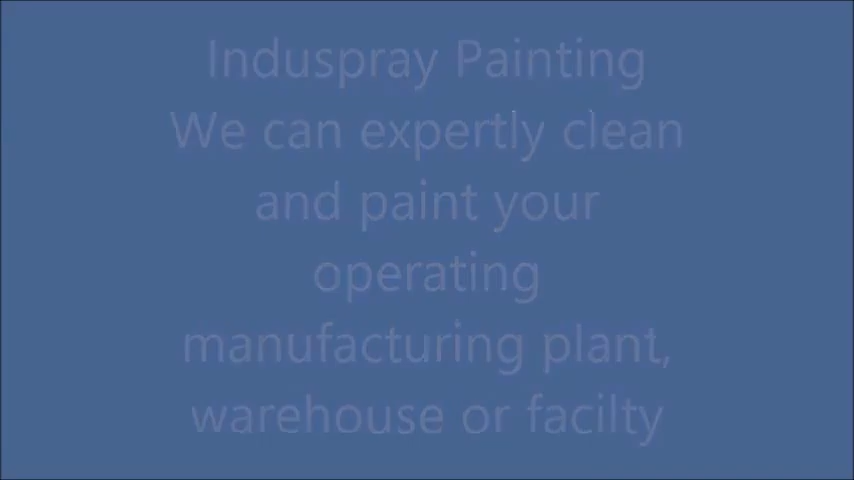 Induspray Painting
We can expertly clean
and paint your
operating
manufacturing plant,
warehouse or facilty